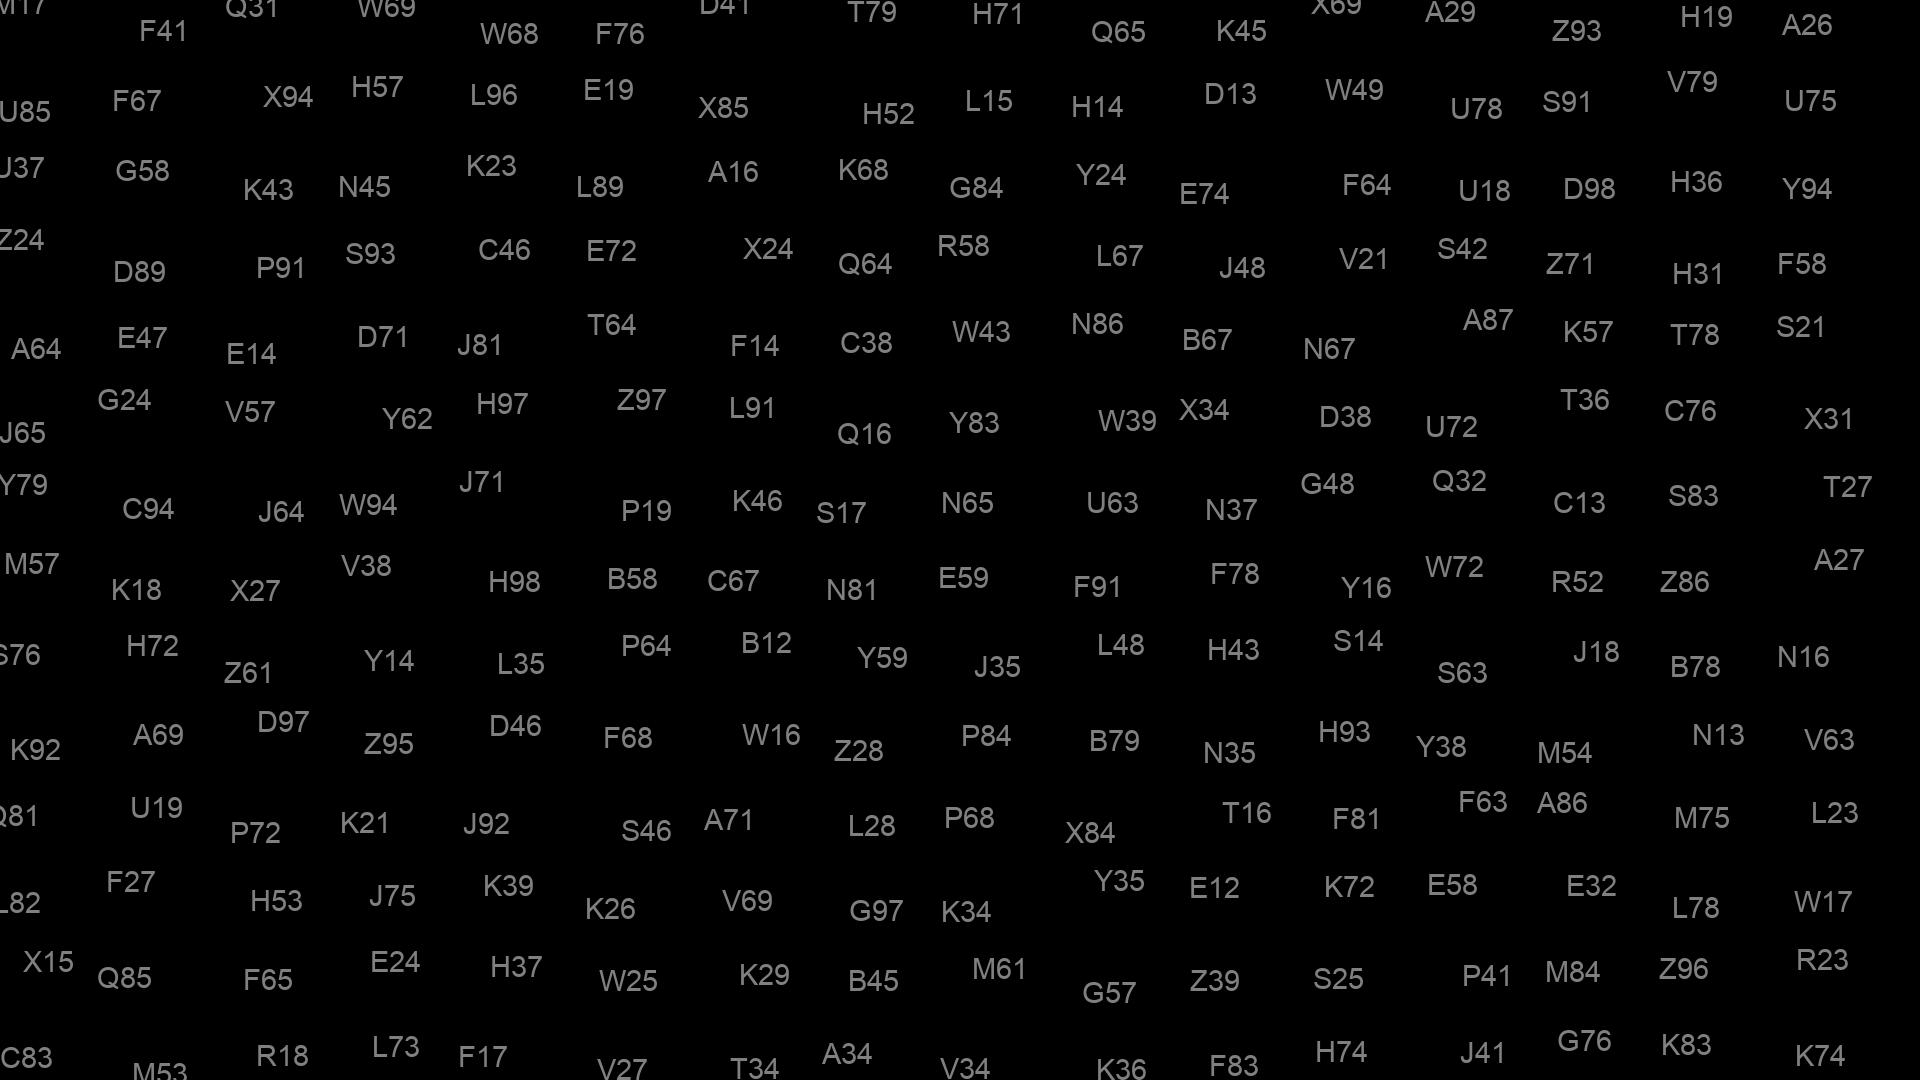 M17 F41 Q31 W69 W68 F76 D41 T79 H71 Q65 K45 X69 A29 Z93 H19 A26
U85 F67 X94 H57 L96 E19 X85 H52 L15 H14 D13 W49 U78 S91 V79 U75
U37 G58 K43 N45 K23 L89 A16 K68 G84 Y24 E74 F64 U18 D98 H36 Y94
Z24 D89 P91 S93 C46 E72 X24 Q64 R58 L67 J48 V21 S42 Z71 H31 F58
A64 E47 E14 D71 J81 T64 F14 C38 W43 N86 B67 N67 A87 K57 T78 S21
J65 G24 V57 Y62 H97 Z97 L91 Q16 Y83 W39 X34 D38 U72 T36 C76 X31
Y79 C94 J64 W94 J71 P19 K46 S17 N65 U63 N37 G48 Q32 C13 S83 T27
M57 K18 X27 V38 H98 B58 C67 N81 E59 F91 F78 Y16 W72 R52 Z86 A27
S76 H72 Z61 Y14 L35 P64 B12 Y59 J35 L48 H43 S14 S63 J18 B78 N16
K92 A69 D97 Z95 D46 F68 W16 Z28 P84 B79 N35 H93 Y38 M54 N13 V63
Q81 U19 P72 K21 J92 S46 A71 L28 P68 X84 T16 F81 F63 A86 M75 L23
L82 F27 H53 J75 K39 K26 V69 G97 K34 Y35 E12 K72 E58 E32 L78 W17
X15 Q85 F65 E24 H37 W25 K29 B45 M61 G57 Z39 S25 P41 M84 Z96 R23
C83 M53 R18 L73 F17 V27 T34 A34 V34 K36 F83 H74 J41 G76 K83 K74